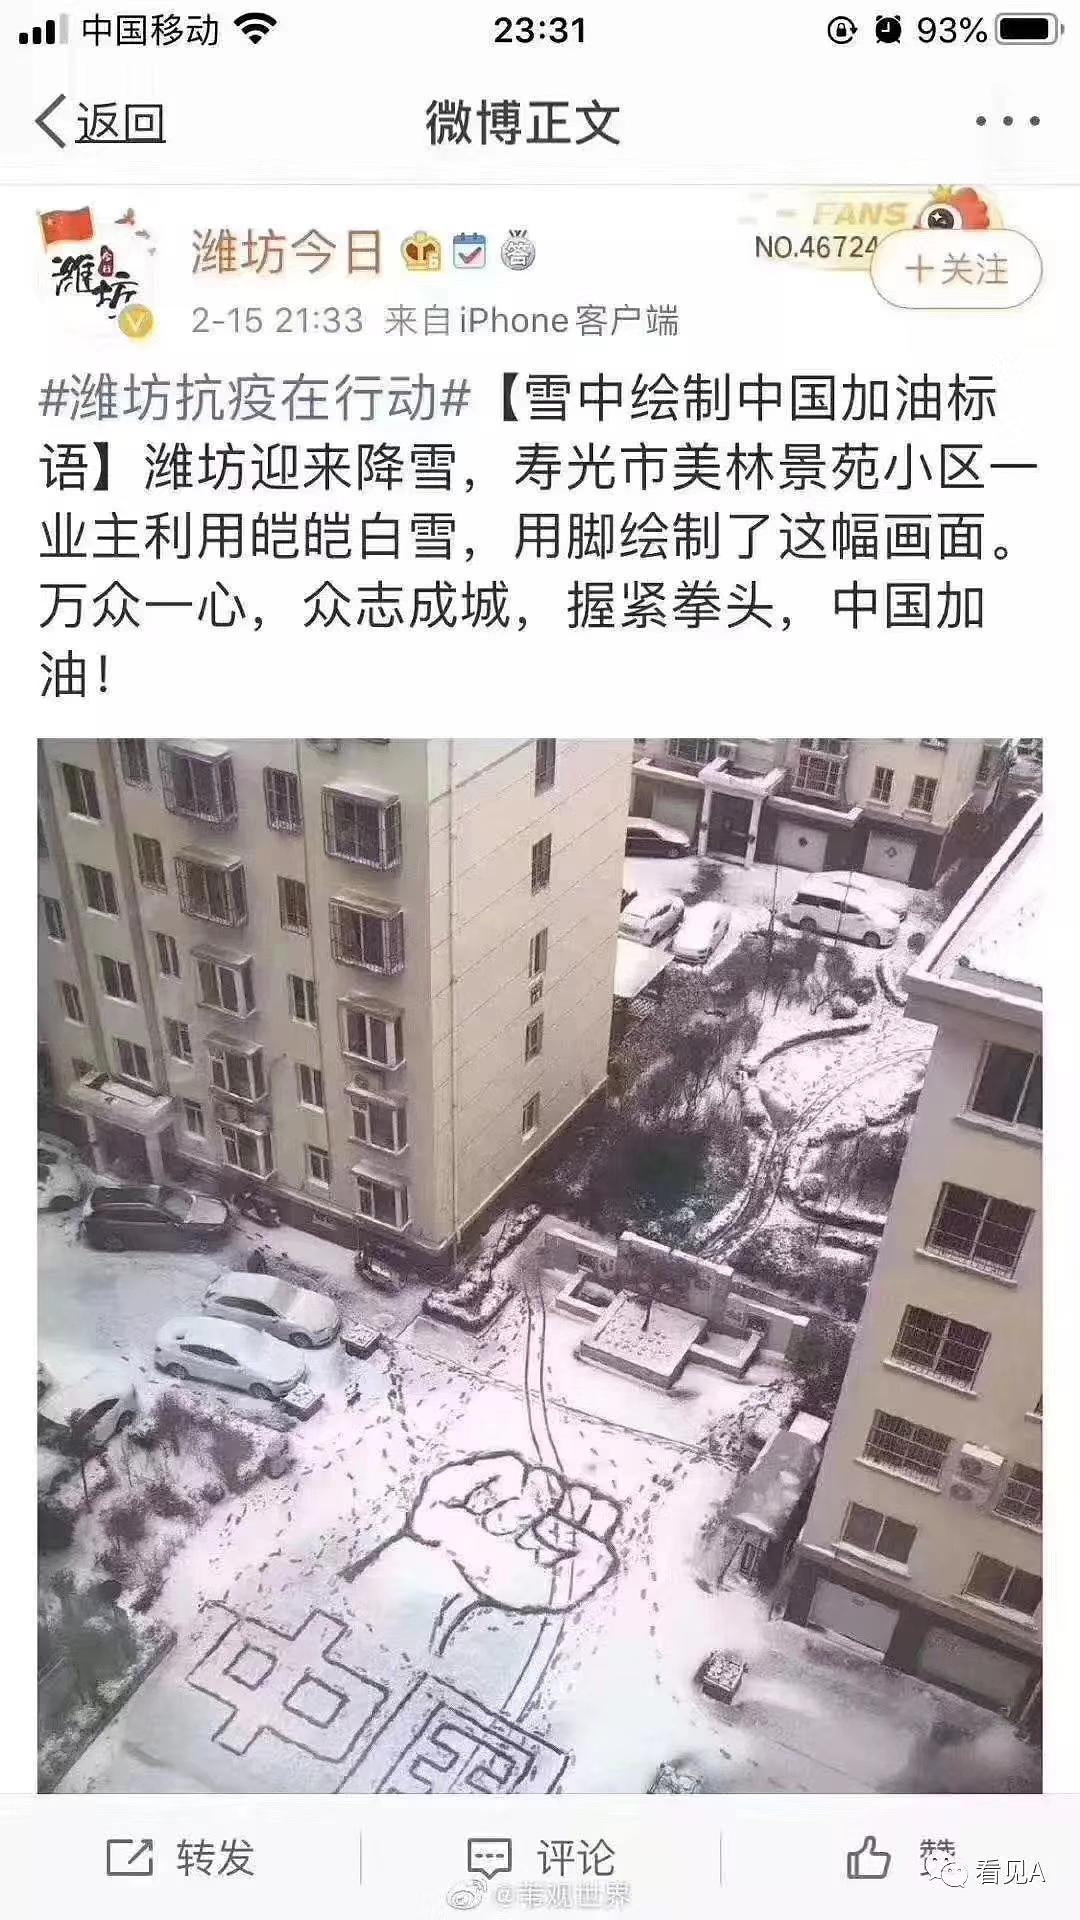 中国移动 23:31 93%
返回 微博正文
FANS
潍坊今日 NO.46724
答
+关注
潍坊
今日
2-15 21:33 来自iPhone客户端
#潍坊抗疫在行动#【雪中绘制中国加油标
语】潍坊迎来降雪，寿光市美林景苑小区一
业主利用皑皑白雪，用脚绘制了这幅画面。
万众一心，众志成城，握紧拳头，中国加
油！
中国
转发 评论 赞
看见A
@苇观世界